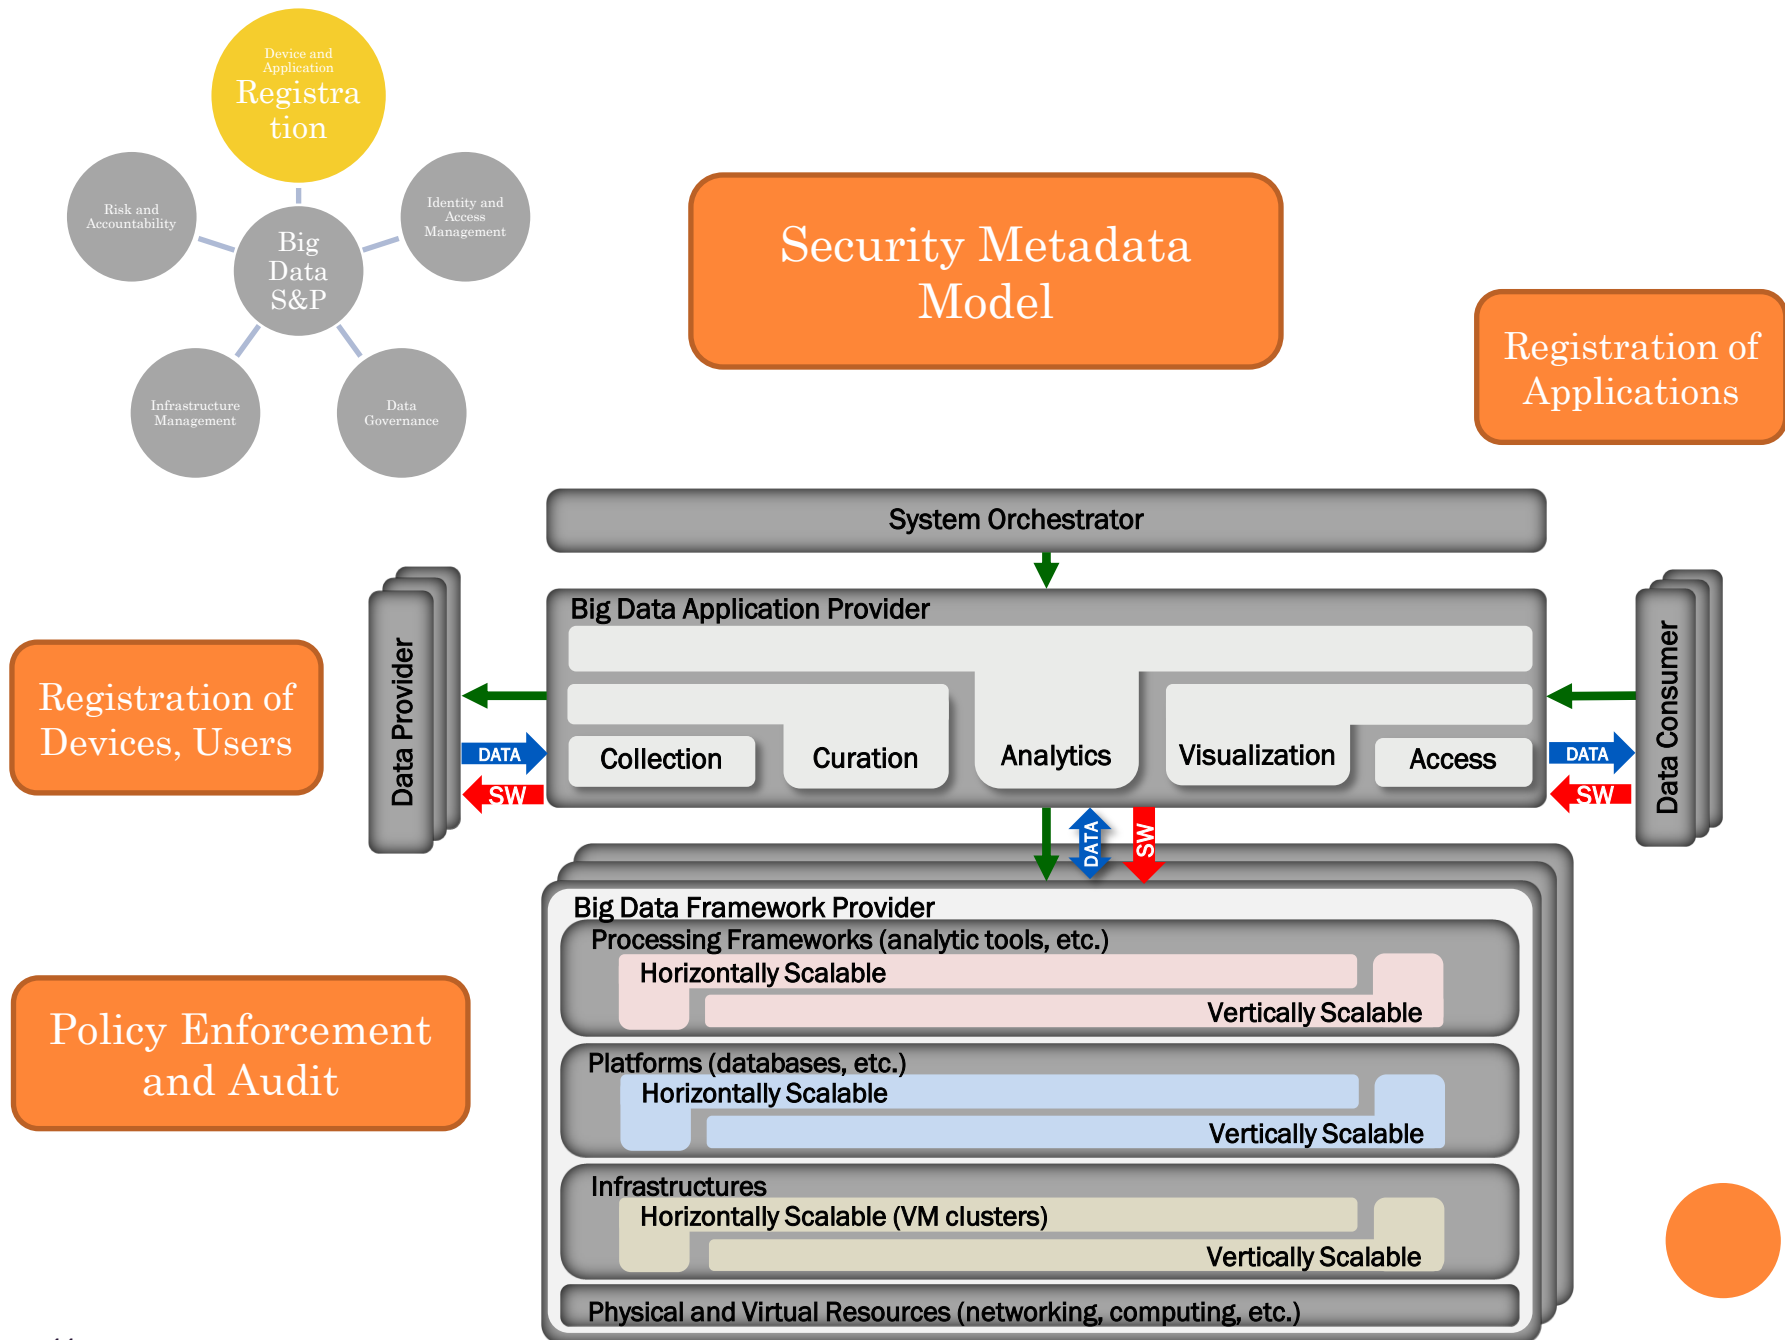 Device and
Application
Registra
tion
Risk and
Accountability
Identity and
Access
Management
Big
Data
S&P
Infrastructure
Management
Data
Governance
Security Metadata
Model
Registration of
Applications
System Orchestrator
Big Data Application Provider
Registration of
Devices, Users
Data Provider
DATA
SW
Collection
Curation
Analytics
Visualization
Access
DATA
SW
Data Consumer
DATA
SW
Big Data Framework Provider
Processing Frameworks (analytic tools, etc.)
Horizontally Scalable
Vertically Scalable
Policy Enforcement
and Audit
Platforms (databases, etc.)
Horizontally Scalable
Vertically Scalable
Infrastructures
Horizontally Scalable (VM clusters)
Vertically Scalable
Physical and Virtual Resources (networking, computing, etc.)